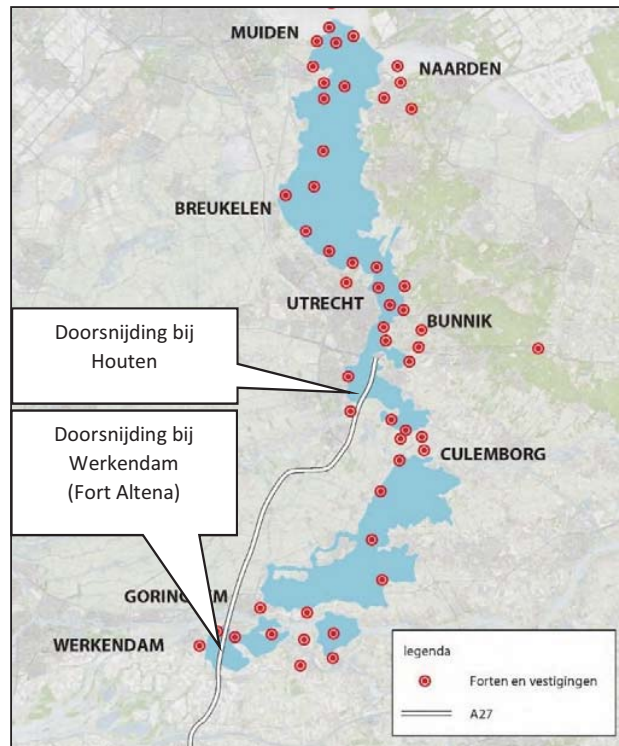 MUIDEN
NAARDEN
BREUKELEN
UTRECHT
BUNNIK
Doorsnijding bij
Houten
Doorsnijding bij
Werkendam
(Fort Altena)
CULEMBORG
GORIN M
WERKENDAM
legenda
Forten en vestigingen
A27